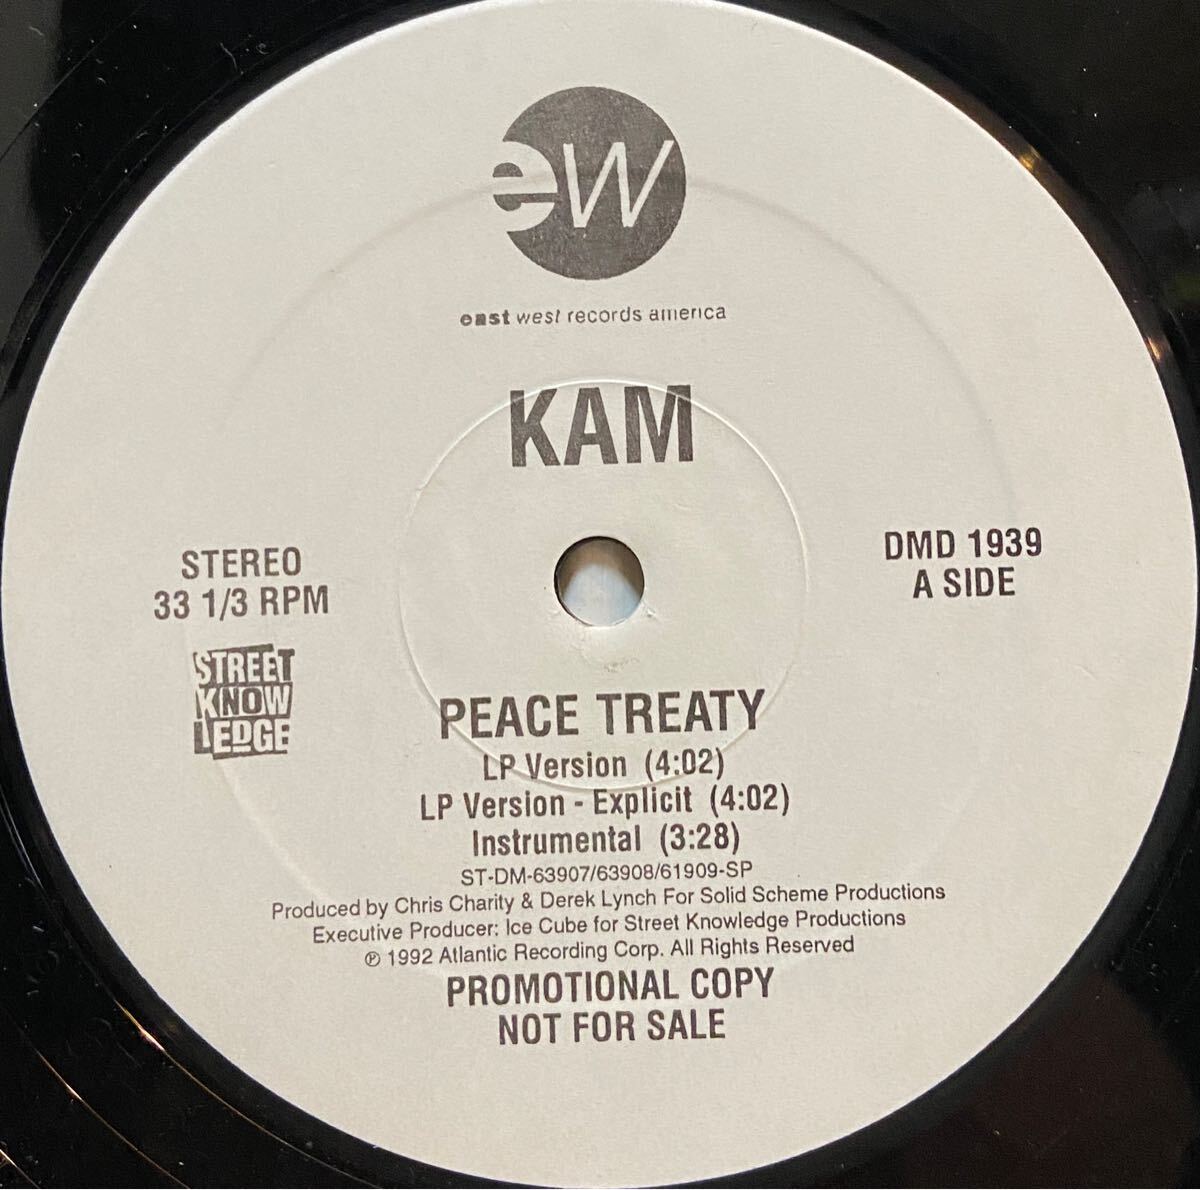 ew
east west records america
KAM
STEREO
33 1/3 RPM
DMD 1939
A SIDE
STREET
KNOW
LEDGE
PEACE TREATY
LP Version (4:02)
LP Version - Explicit (4:02)
Instrumental (3:28)
ST-DM-63907/63908/61909-SP
Produced by Chris Charity & Derek Lynch For Solid Scheme Productions
Executive Producer: Ice Cube for Street Knowledge Productions
℗ 1992 Atlantic Recording Corp. All Rights Reserved
PROMOTIONAL COPY
NOT FOR SALE